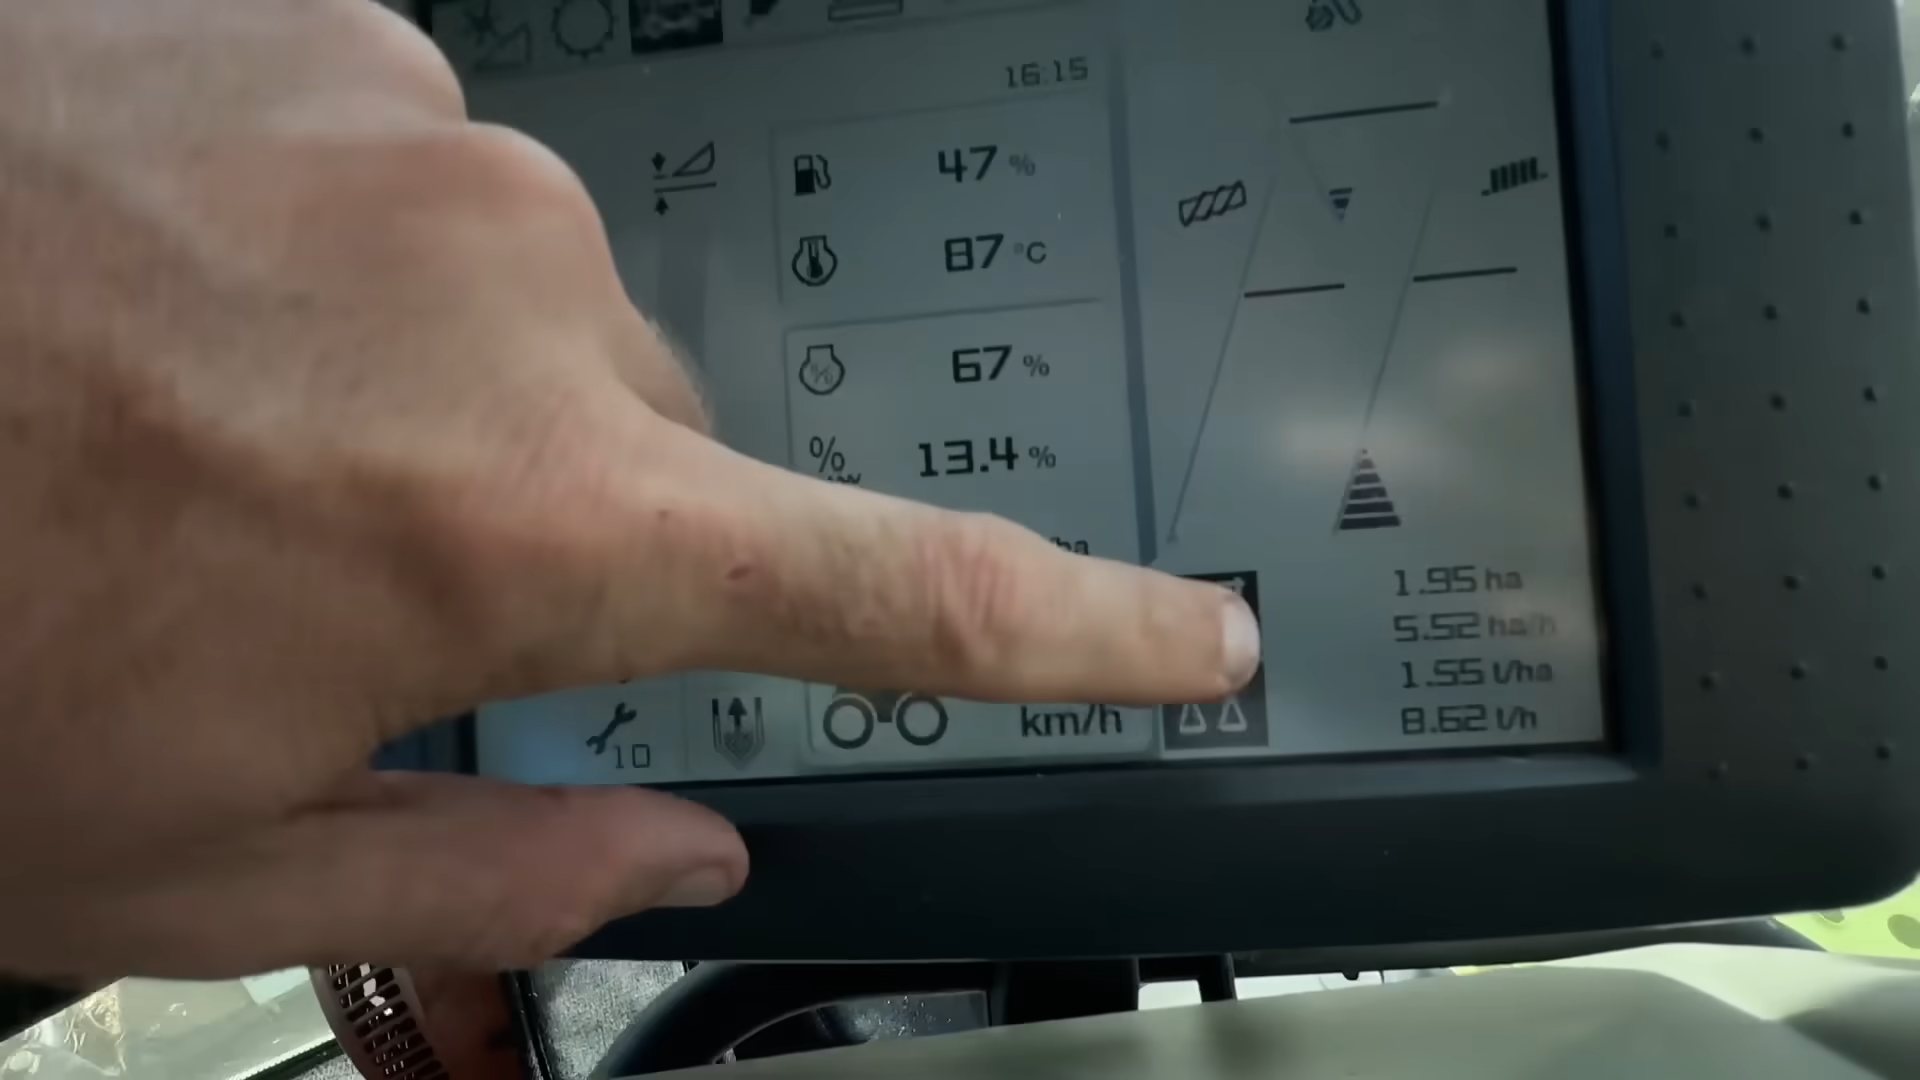 16:15
47 %
87 °C
67 %
%
13.4 %
/ha
1.95 ha
5.52 ha/h
1.55 t/ha
8.62 t/h
10
km/h